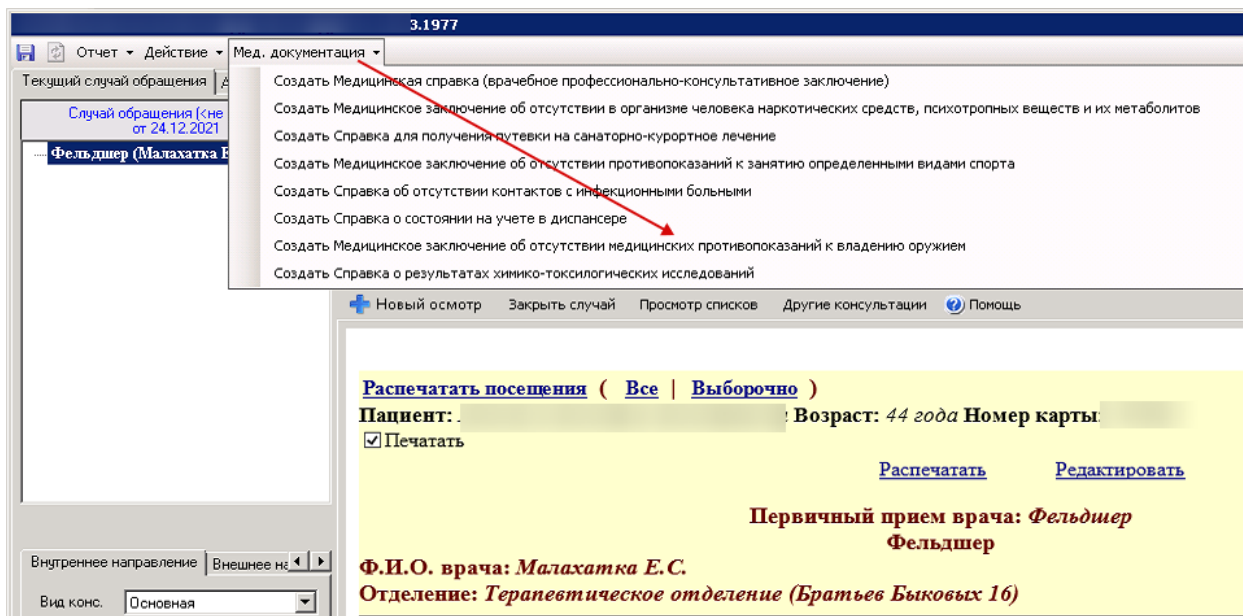 3.1977
Отчет Действие Мед. документация
Текущий случай обращения
Создать Медицинская справка (врачебное профессионально-консультативное заключение)
Случай обращения (<не
от 24.12.2021
Создать Медицинское заключение об отсутствии в организме человека наркотических средств, психотропных веществ и их метаболитов
Создать Справка для получения путевки на санаторно-курортное лечение
Фельдшер (Малахатка Е
Создать Медицинское заключение об отсутствии противопоказаний к занятию определенными видами спорта
Создать Справка об отсутствии контактов с инфекционными больными
Создать Справка о состоянии на учете в диспансере
Создать Медицинское заключение об отсутствии медицинских противопоказаний к владению оружием
Создать Справка о результатах химико-токсилогических исследований
Новый осмотр Закрыть случай Просмотр списков Другие консультации Помощь
Распечатать посещения ( Все | Выборочно )
Пациент: Возраст: 44 года Номер карты:
Печатать
Распечатать Редактировать
Первичный прием врача: Фельдшер
Фельдшер
Ф.И.О. врача: Малахатка Е.С.
Отделение: Терапевтическое отделение (Братьев Быковых 16)
Внутреннее направление Внешнее на
Вид конс. Основная